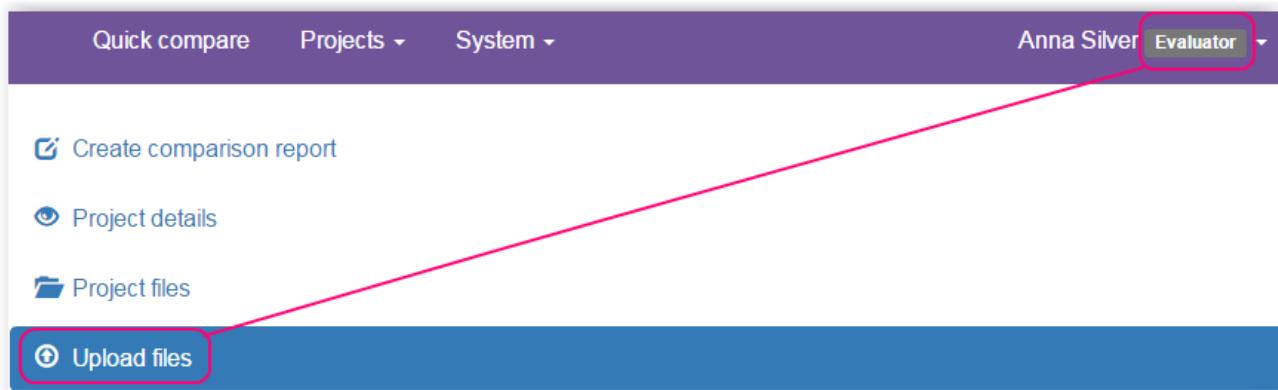 Quick compare Projects System Anna Silver Evaluator
Create comparison report
Project details
Project files
Upload files